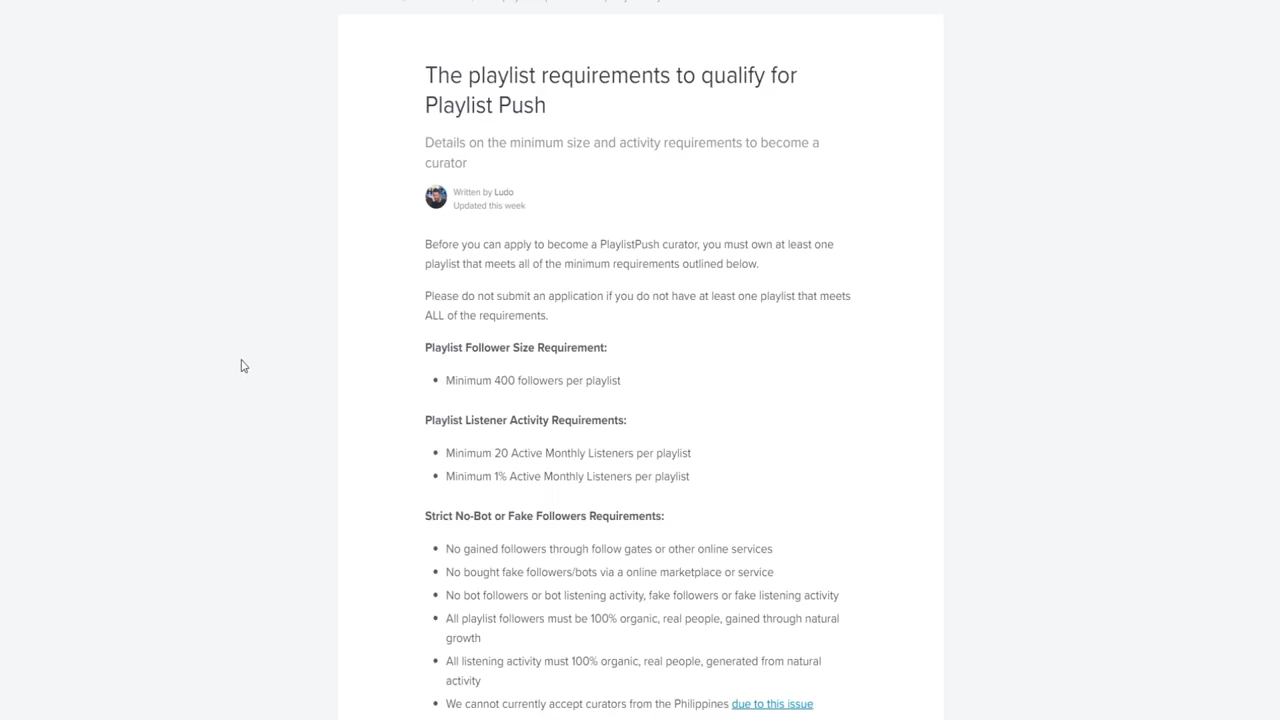 The playlist requirements to qualify for
Playlist Push
Details on the minimum size and activity requirements to become a
curator
Written by Ludo
Updated this week
Before you can apply to become a PlaylistPush curator, you must own at least one
playlist that meets all of the minimum requirements outlined below.
Please do not submit an application if you do not have at least one playlist that meets
ALL of the requirements.
Playlist Follower Size Requirement:
• Minimum 400 followers per playlist
Playlist Listener Activity Requirements:
• Minimum 20 Active Monthly Listeners per playlist
• Minimum 1% Active Monthly Listeners per playlist
Strict No-Bot or Fake Followers Requirements:
• No gained followers through follow gates or other online services
• No bought fake followers/bots via a online marketplace or service
• No bot followers or bot listening activity, fake followers or fake listening activity
• All playlist followers must be 100% organic, real people, gained through natural
growth
• All listening activity must 100% organic, real people, generated from natural
activity
• We cannot currently accept curators from the Philippines due to this issue